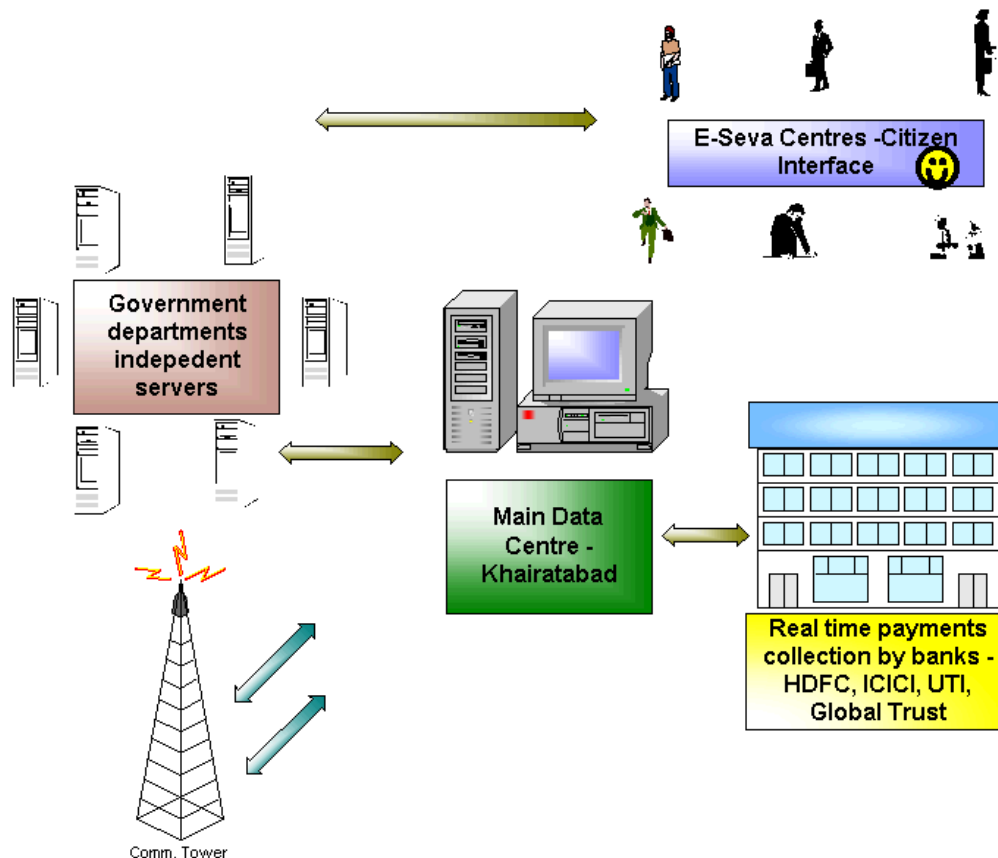 E-Seva Centres -Citizen
Interface
Government
departments
indepedent
servers
Main Data
Centre -
Khairatabad
Real time payments
collection by banks -
HDFC, ICICI, UTI,
Global Trust
Comm. Tower